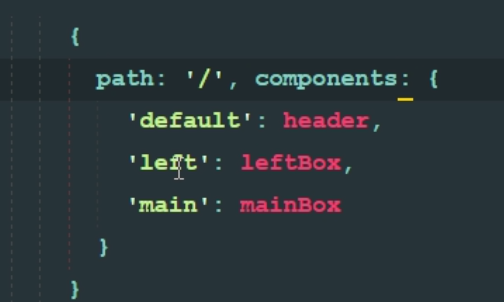 {
path: '/', components: {
'default': header,
'left': leftBox,
'main': mainBox
}
}